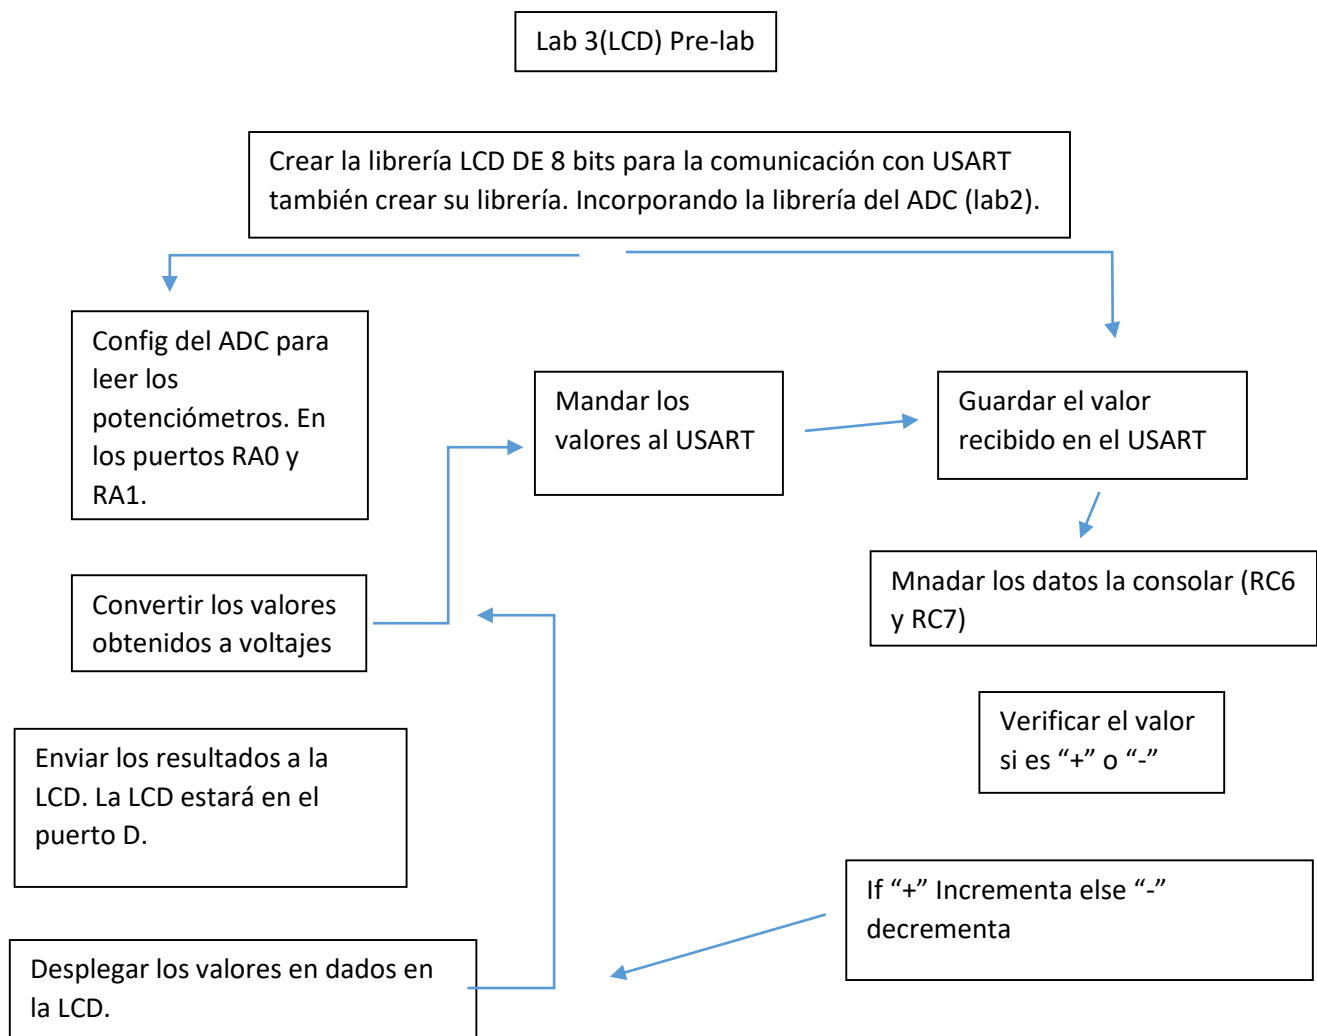 Lab 3(LCD) Pre-lab
Crear la librería LCD DE 8 bits para la comunicación con USART
también crear su librería. Incorporando la librería del ADC (lab2).
Config del ADC para
leer los
potenciómetros. En
los puertos RA0 y
RA1.
Mandar los
valores al USART
Guardar el valor
recibido en el USART
Convertir los valores
obtenidos a voltajes
Mnadar los datos la consolar (RC6
y RC7)
Verificar el valor
si es “+” o “-”
Enviar los resultados a la
LCD. La LCD estará en el
puerto D.
If “+” Incrementa else “-”
decrementa
Desplegar los valores en dados en
la LCD.